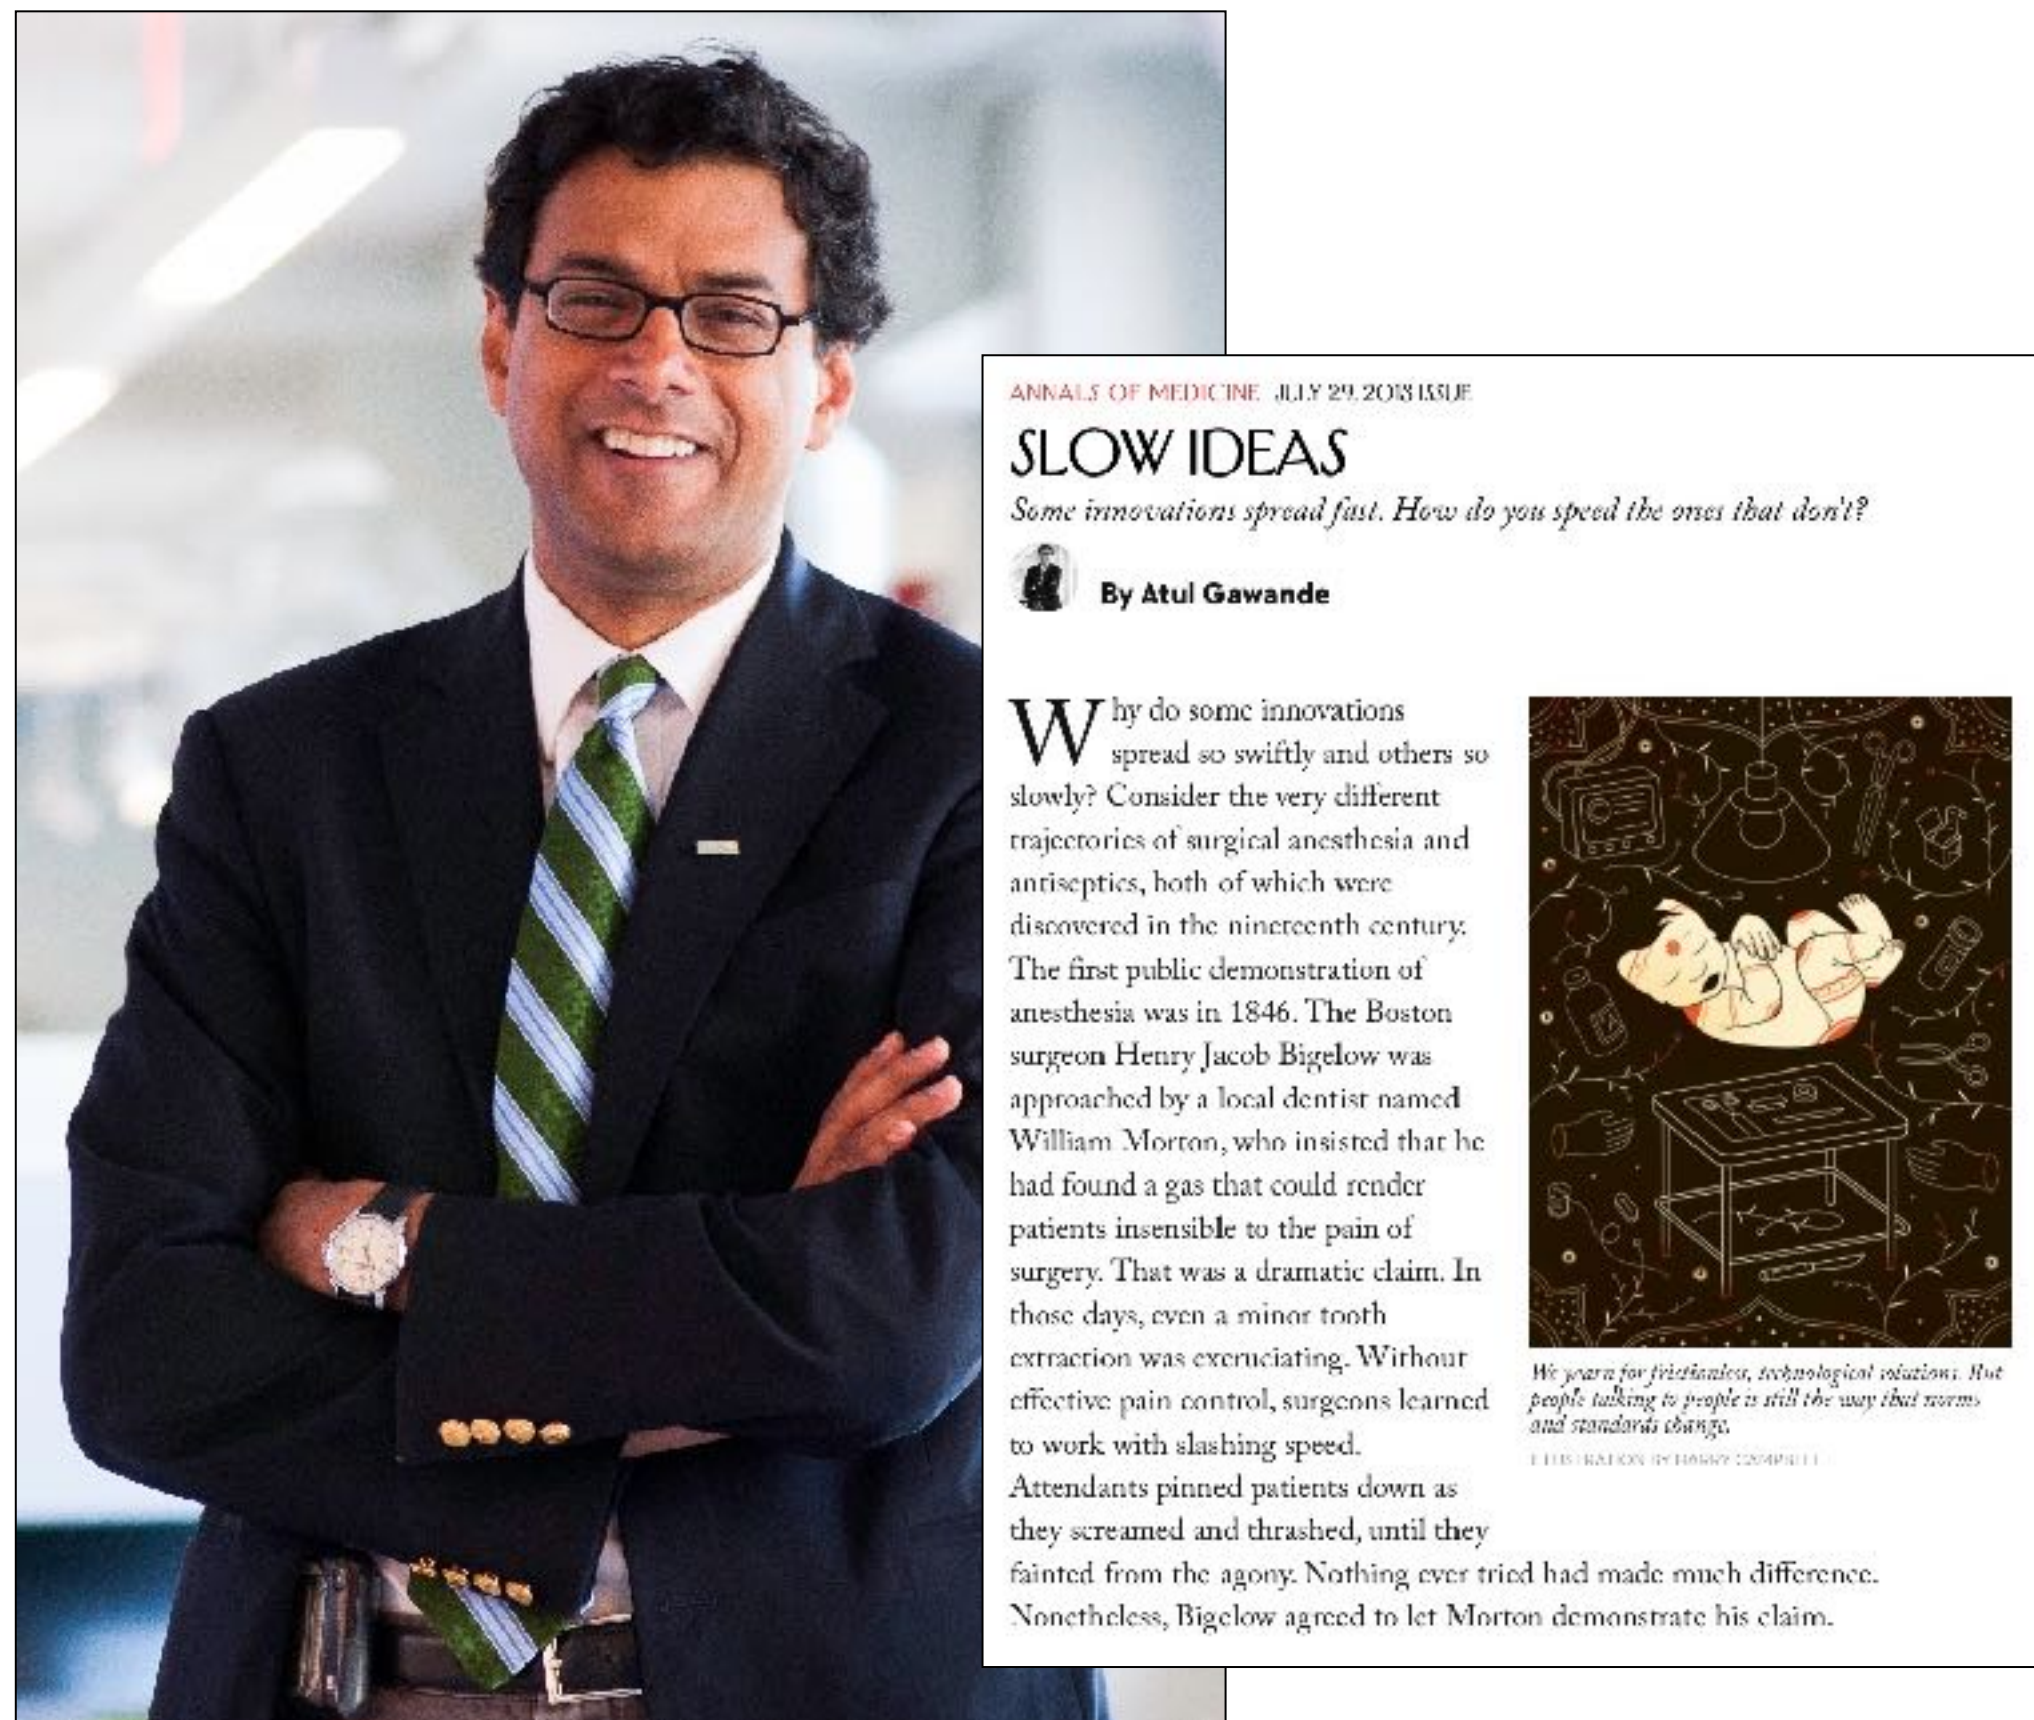 ANNALS OF MEDICINE JULY 29, 2013 ISSUE
SLOW IDEAS
Some innovations spread fast. How do you speed the ones that don't?
By Atul Gawande
Why do some innovations
spread so swiftly and others so
slowly? Consider the very different
trajectories of surgical anesthesia and
antiseptics, both of which were
discovered in the nineteenth century.
The first public demonstration of
anesthesia was in 1846. The Boston
surgeon Henry Jacob Bigelow was
approached by a local dentist named
William Morton, who insisted that he
had found a gas that could render
patients insensible to the pain of
surgery. That was a dramatic claim. In
those days, even a minor tooth
extraction was excruciating. Without
effective pain control, surgeons learned
to work with slashing speed.
Attendants pinned patients down as
they screamed and thrashed, until they
fainted from the agony. Nothing ever tried had made much difference.
Nonetheless, Bigelow agreed to let Morton demonstrate his claim.
We yearn for frictionless, technological solutions. But
people talking to people is still the way that norms
and standards change.
ILLUSTRATION BY HARRY CAMPBELL